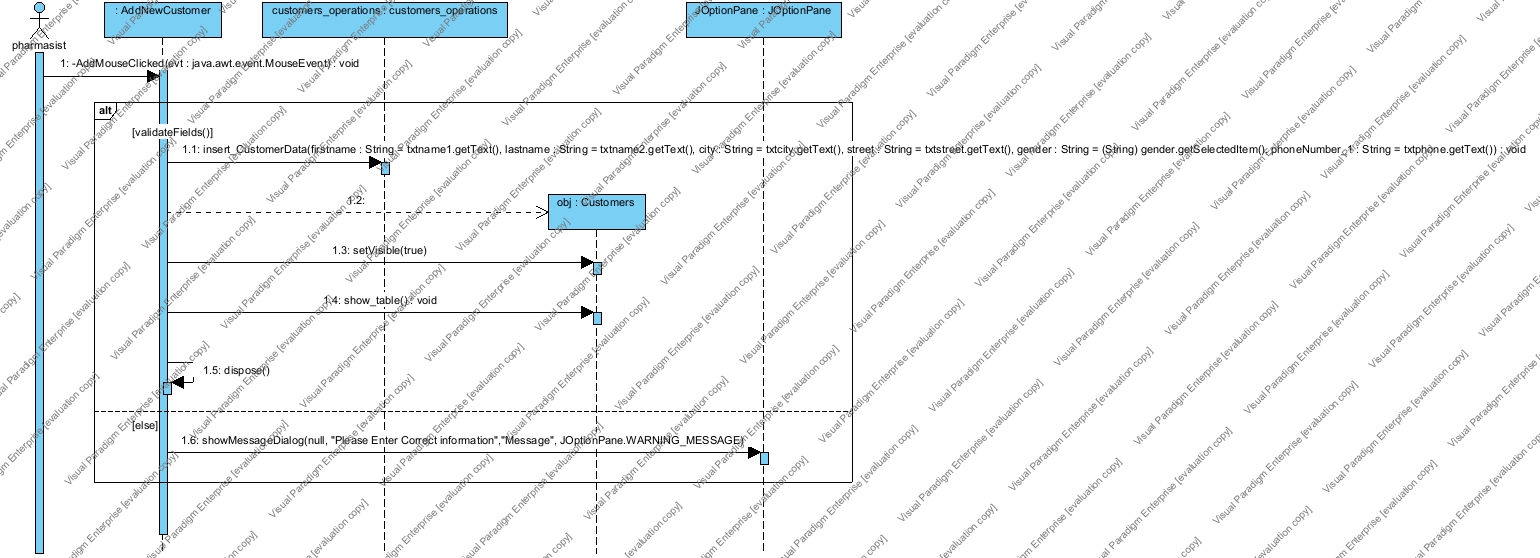 : AddNewCustomer
customers_operations : customers_operations
JOptionPane : JOptionPane
pharmasist
1: -AddMouseClicked(evt : java.awt.event.MouseEvent) : void
alt
[validateFields()]
1.1: insert_CustomerData(firstname : String = txtname1.getText(), lastname : String = txtname2.getText(), city : String = txtcity.getText(), street : String = txtstreet.getText(), gender : String = (String) gender.getSelectedItem(), phoneNumber_1 : String = txtphone.getText()) : void
1.2:
obj : Customers
1.3: setVisible(true)
1.4: show_table() : void
1.5: dispose()
[else]
1.6: showMessageDialog(null, "Please Enter Correct information","Message", JOptionPane.WARNING_MESSAGE)
Visual Paradigm Enterprise [evaluation copy]